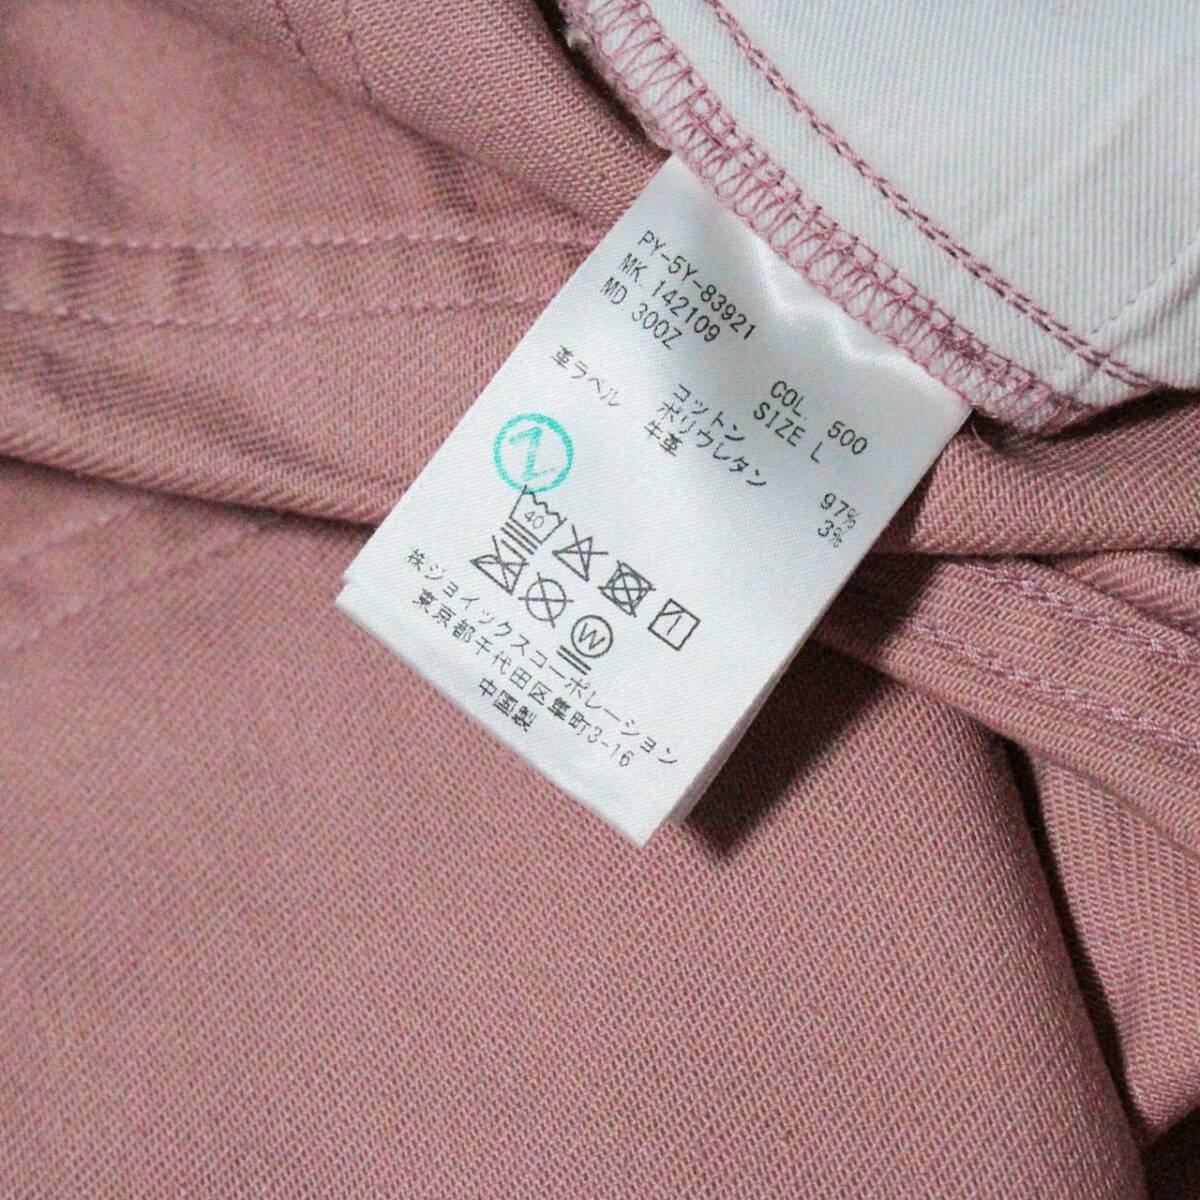 PY-5Y-83921
MK 142109
MD 300Z
COL. 500
SIZE L
コットン 97%
ポリウレタン 3%
革ラベル 牛革
Z
40
W
㈱ジョイックスコーポレーション
東京都千代田区隼町3-16
中国製